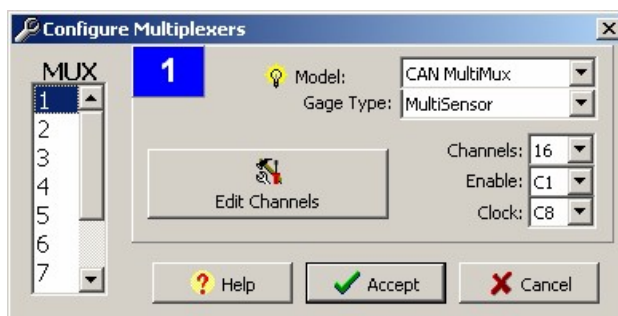 Configure Multiplexers
MUX
1
2
3
4
5
6
7
1
Model: CAN MultiMux
Gage Type: MultiSensor
Edit Channels
Channels: 16
Enable: C1
Clock: C8
? Help
Accept
Cancel